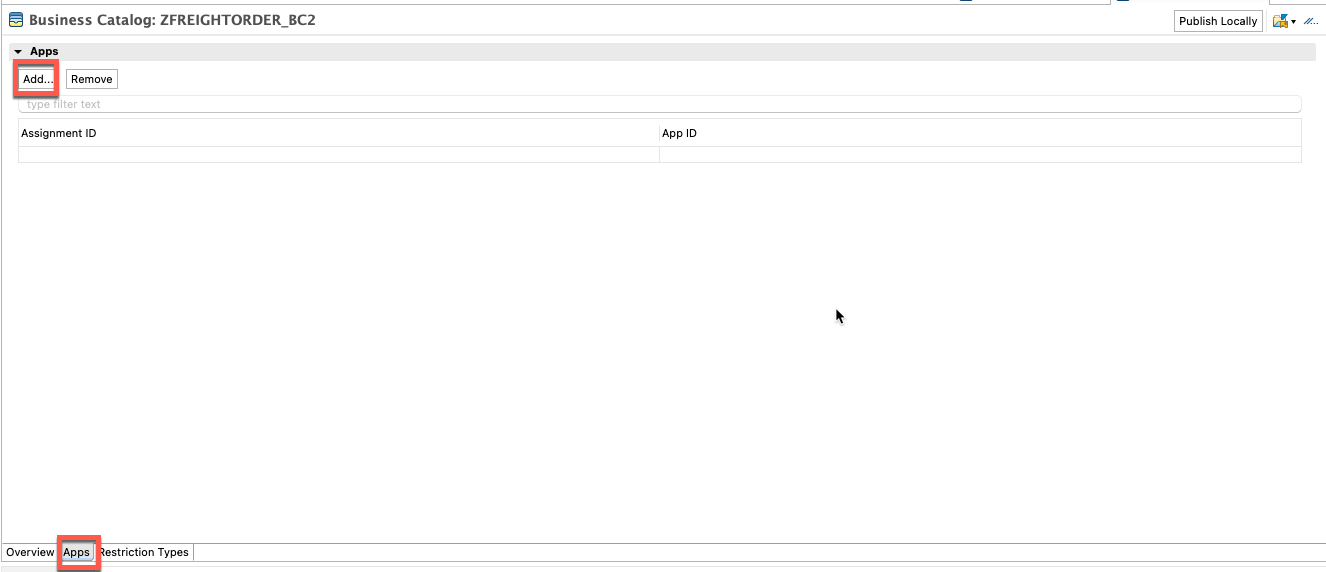 Business Catalog: ZFREIGHTORDER_BC2
Publish Locally
Apps
Add...
Remove
type filter text
Assignment ID App ID
Overview Apps Restriction Types